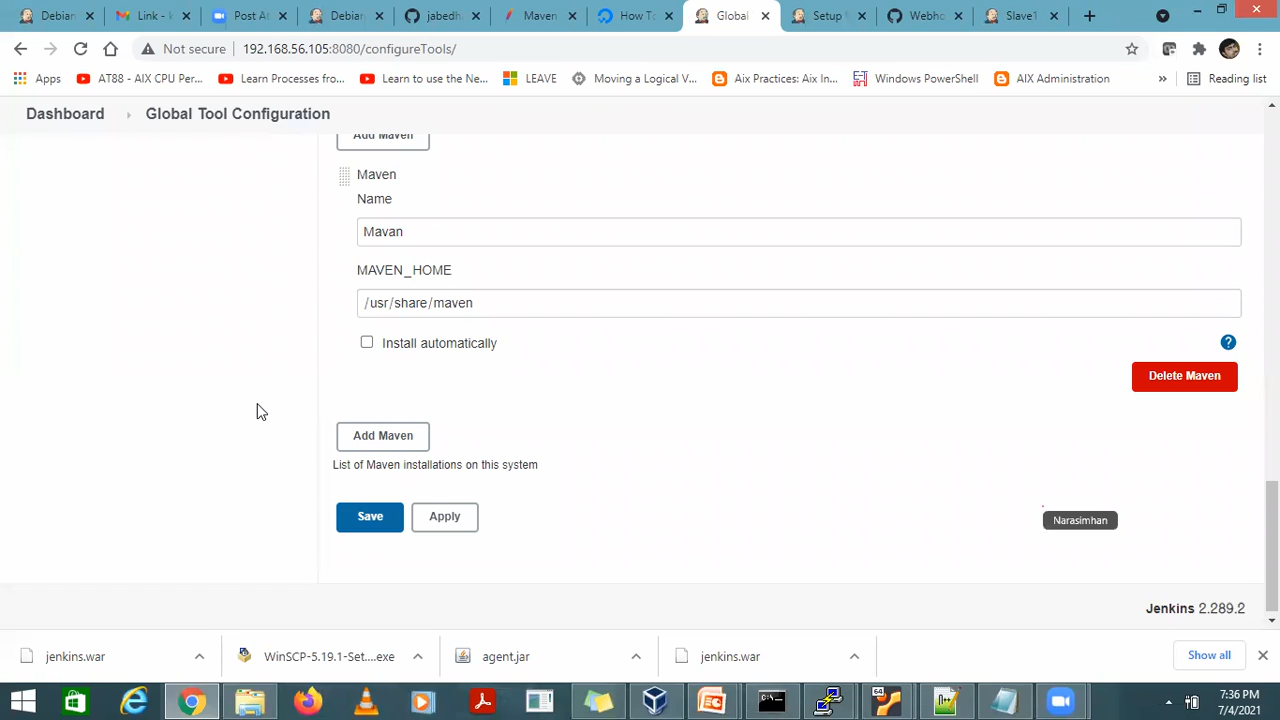 Debian
Link - k
Post At
Debian
jabedha
Maven
How To
Global
Setup f
Webho
Slave1
Not secure
192.168.56.105:8080/configureTools/
Apps
AT88 - AIX CPU Per...
Learn Processes fro...
Learn to use the Ne...
LEAVE
Moving a Logical V...
Aix Practices: Aix In...
Windows PowerShell
AIX Administration
»
Reading list
Dashboard
Global Tool Configuration
Add Maven
Maven
Name
Mavan
MAVEN_HOME
/usr/share/maven
Install automatically
?
Delete Maven
Add Maven
List of Maven installations on this system
Save
Apply
Narasimhan
Jenkins 2.289.2
jenkins.war
WinSCP-5.19.1-Set....exe
agent.jar
jenkins.war
Show all
64
7:36 PM
7/4/2021